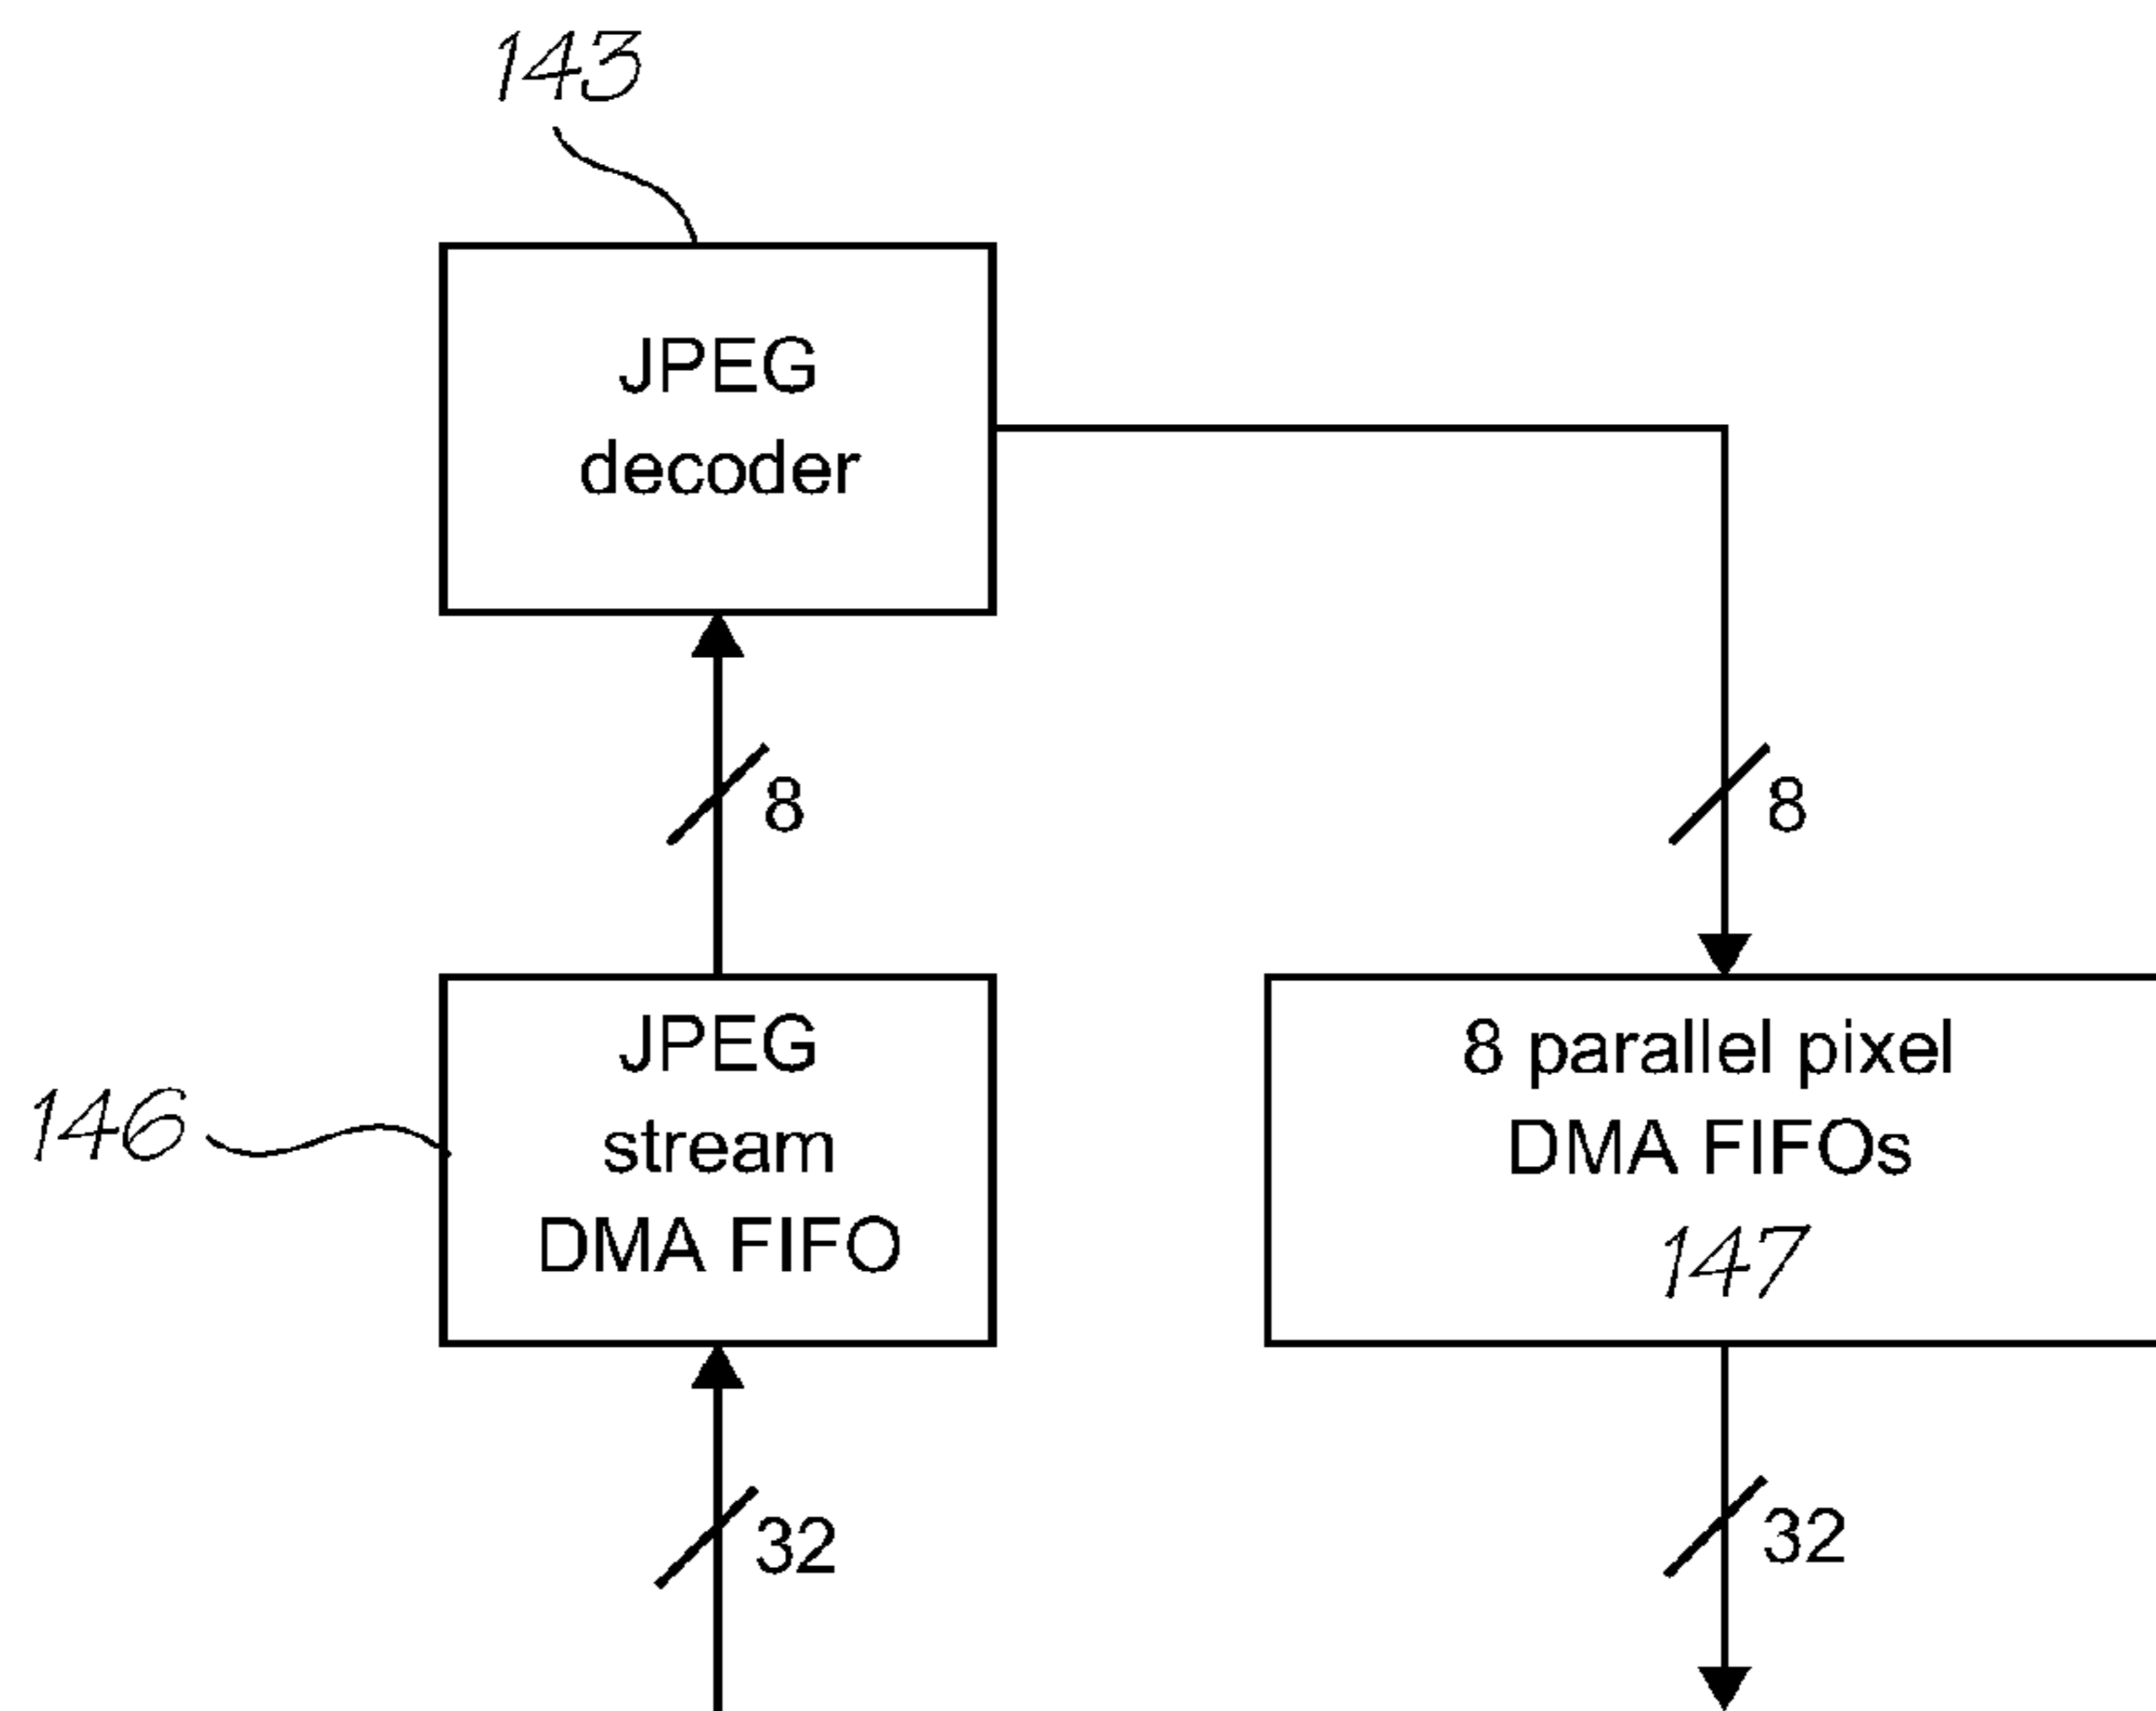 143
JPEG
decoder
8
8
JPEG
stream
DMA FIFO
146
8 parallel pixel
DMA FIFOs
147
32
32